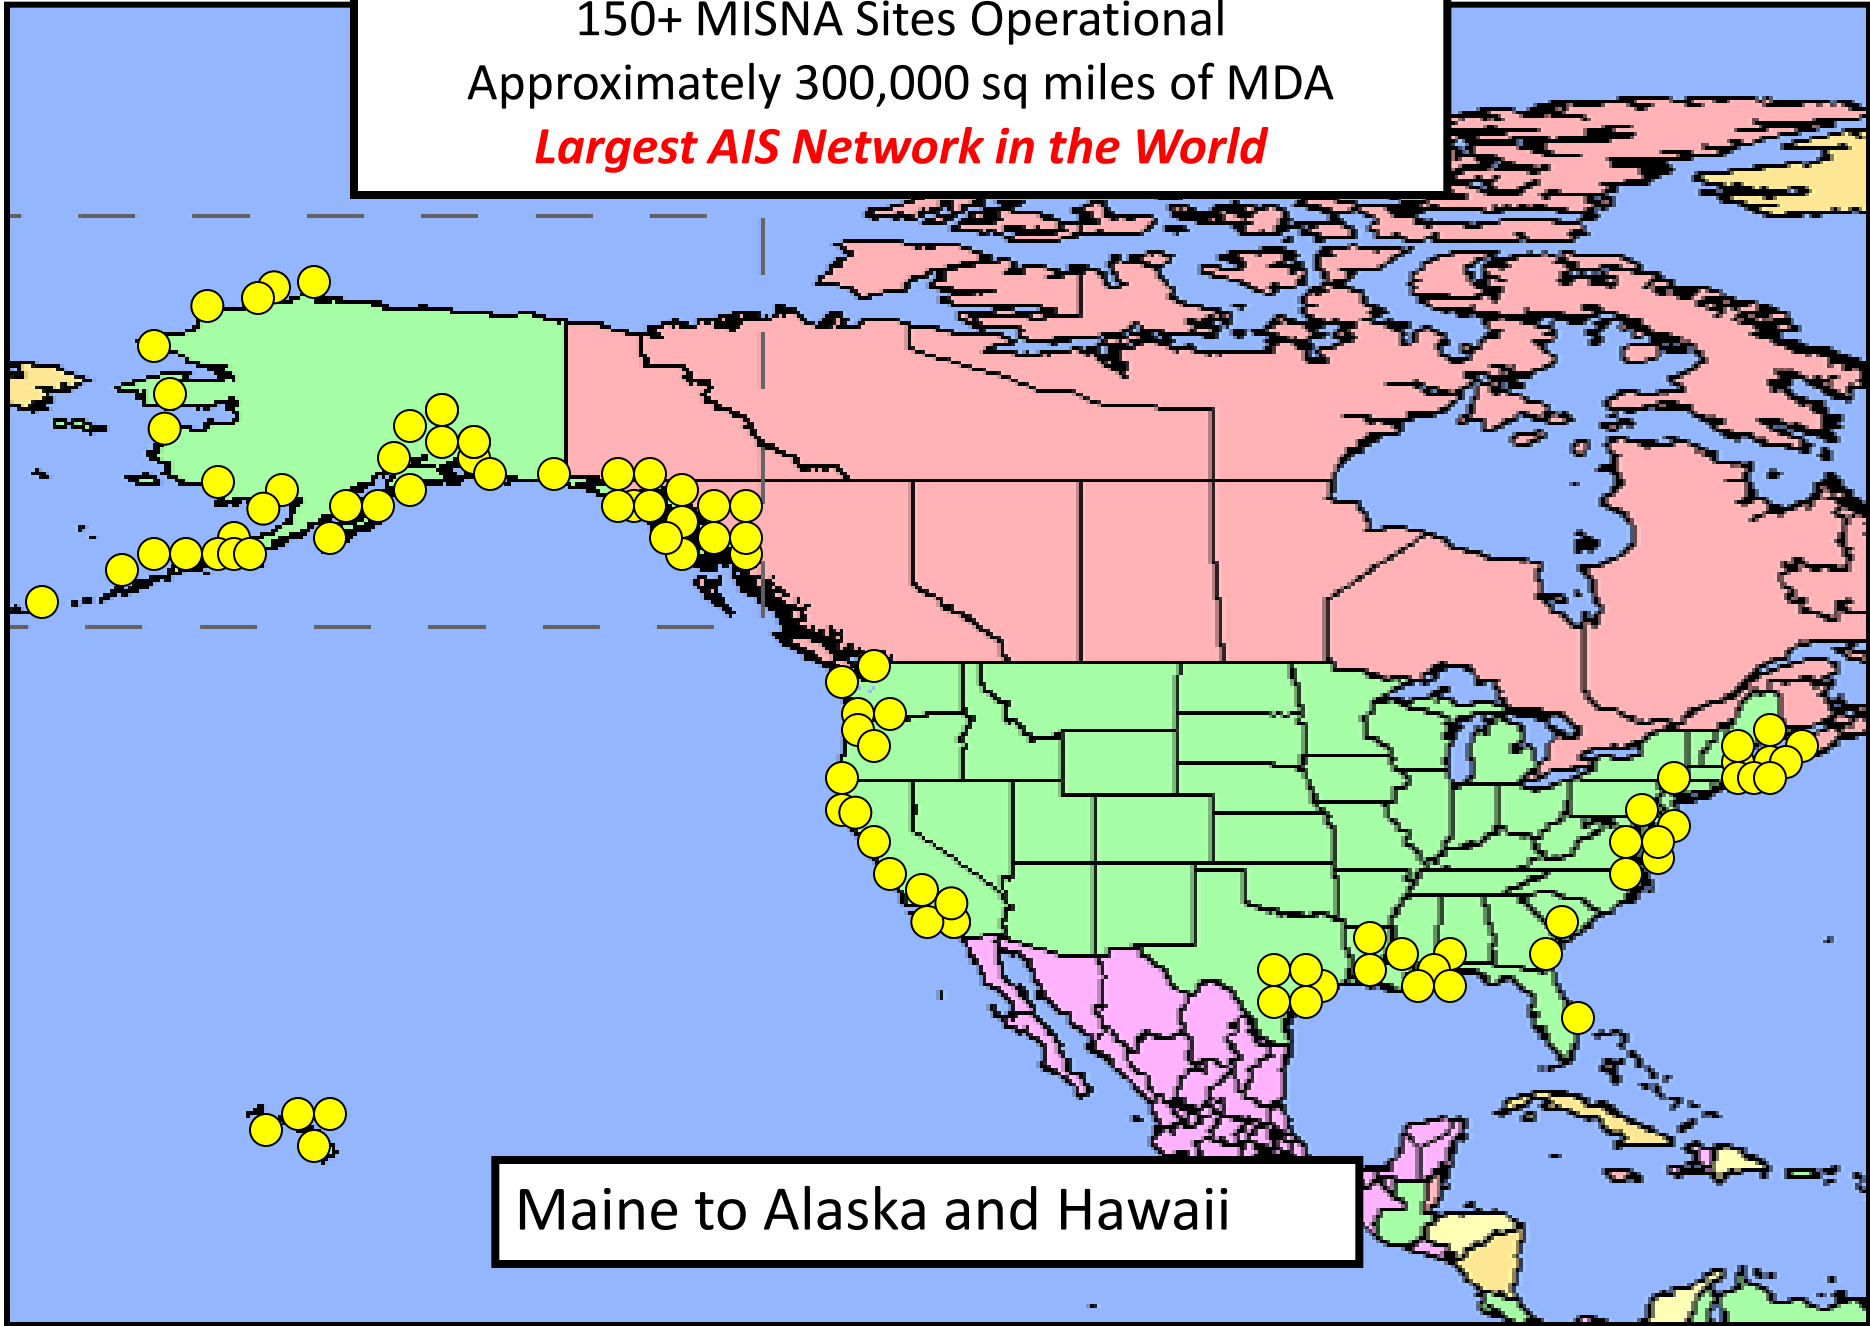 150+ MISNA Sites Operational
Approximately 300,000 sq miles of MDA
Largest AIS Network in the World
Maine to Alaska and Hawaii